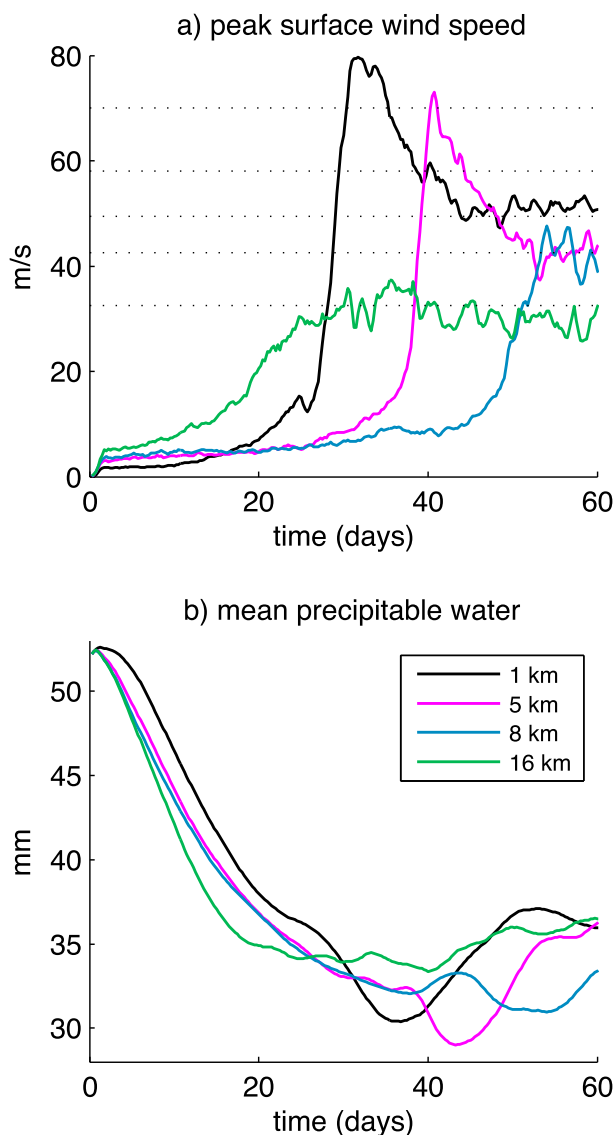 a) peak surface wind speed
80
60
40
20
0
m/s
0 20 40 60
time (days)
b) mean precipitable water
50
45
40
35
30
mm
1 km
5 km
8 km
16 km
0 20 40 60
time (days)